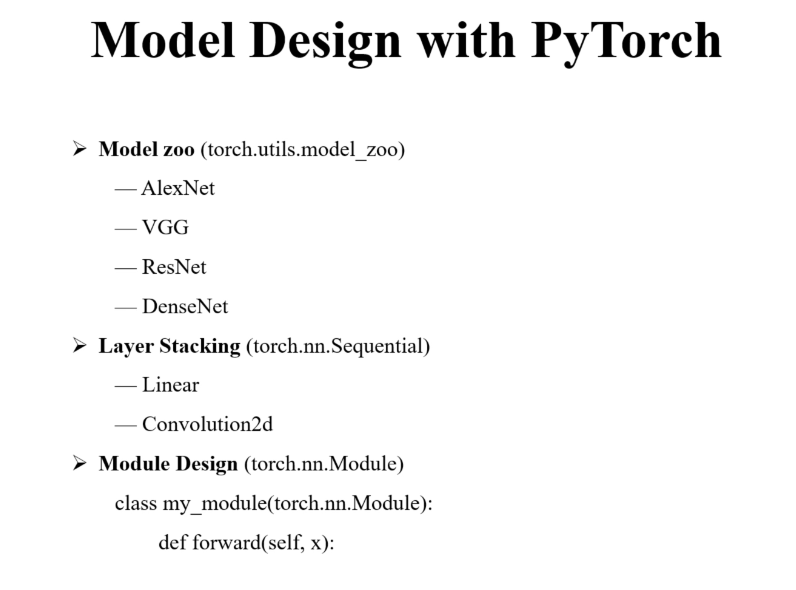 Model Design with PyTorch
➢ Model zoo (torch.utils.model_zoo)
— AlexNet
— VGG
— ResNet
— DenseNet
➢ Layer Stacking (torch.nn.Sequential)
— Linear
— Convolution2d
➢ Module Design (torch.nn.Module)
class my_module(torch.nn.Module):
def forward(self, x):